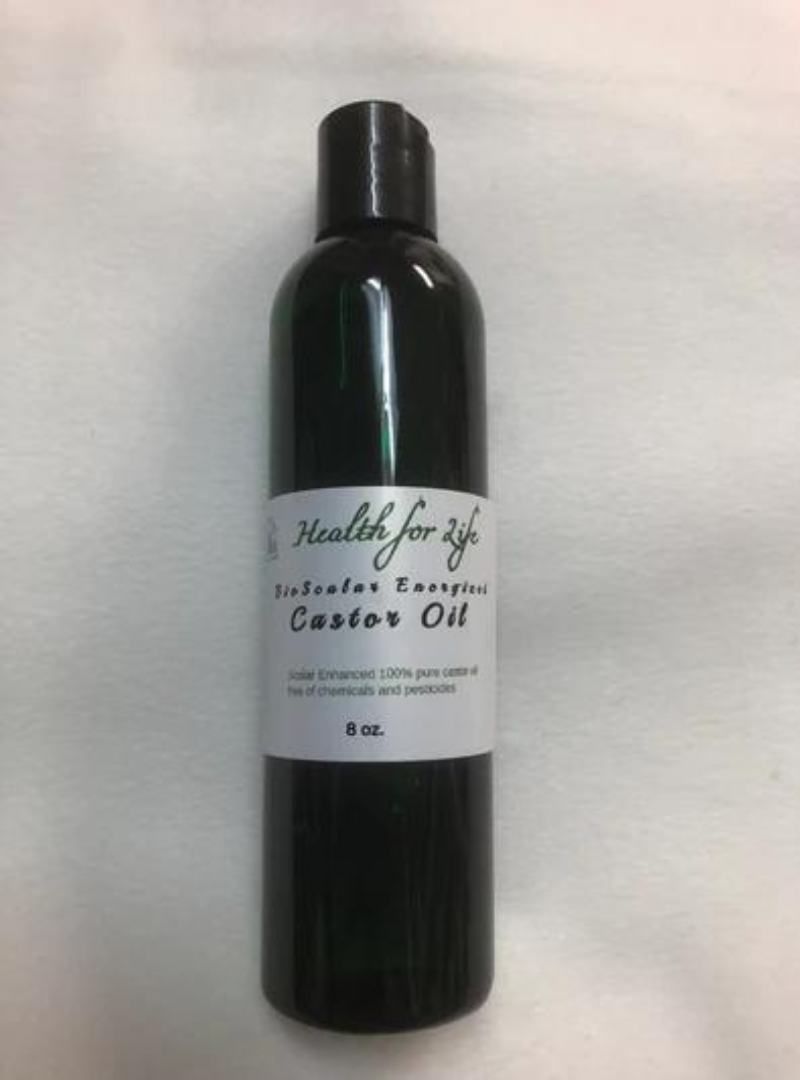 Health for Life
BioScalar Energized
Castor Oil
Scalar Enhanced 100% pure castor oil
free of chemicals and pesticides
8 oz.